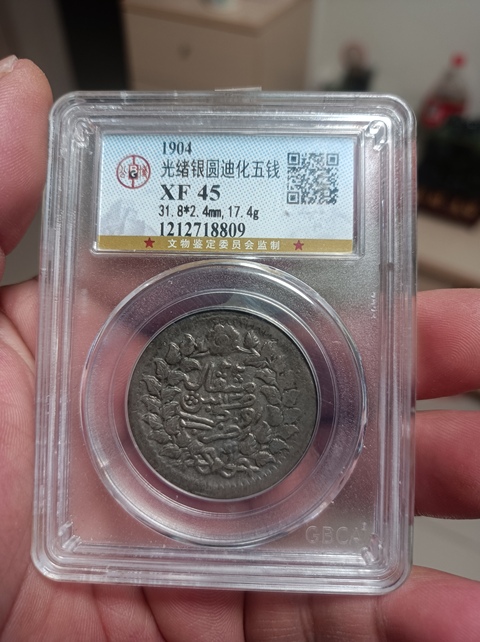 1904
光绪银圆迪化五钱
XF 45
31.8*2.4mm,17.4g
1212718809
★ 文物鉴定委员会监制 ★
GBCA